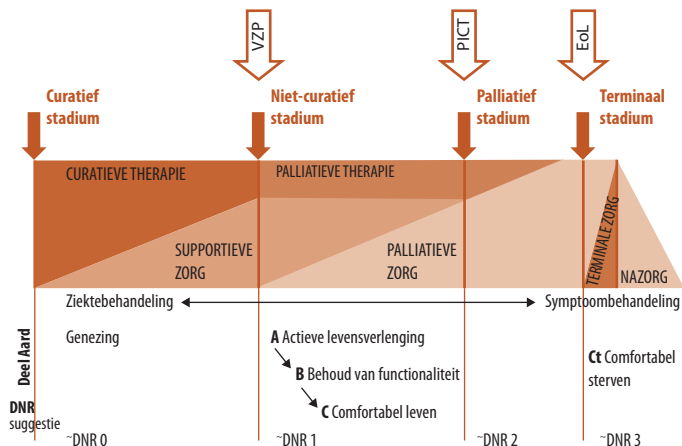 VZP
PICT
EoL
Curatief
stadium
Niet-curatief
stadium
Palliatief
stadium
Terminaal
stadium
CURATIEVE THERAPIE
PALLIATIEVE THERAPIE
SUPPORTIEVE
ZORG
PALLIATIEVE
ZORG
TERMINALE ZORG
NAZORG
Ziektebehandeling
Symptoombehandeling
Deel Aard
Genezing
A Actieve levensverlenging
B Behoud van functionaliteit
C Comfortabel leven
Ct Comfortabel
sterven
DNR
suggestie
~DNR 0
~DNR 1
~DNR 2
~DNR 3